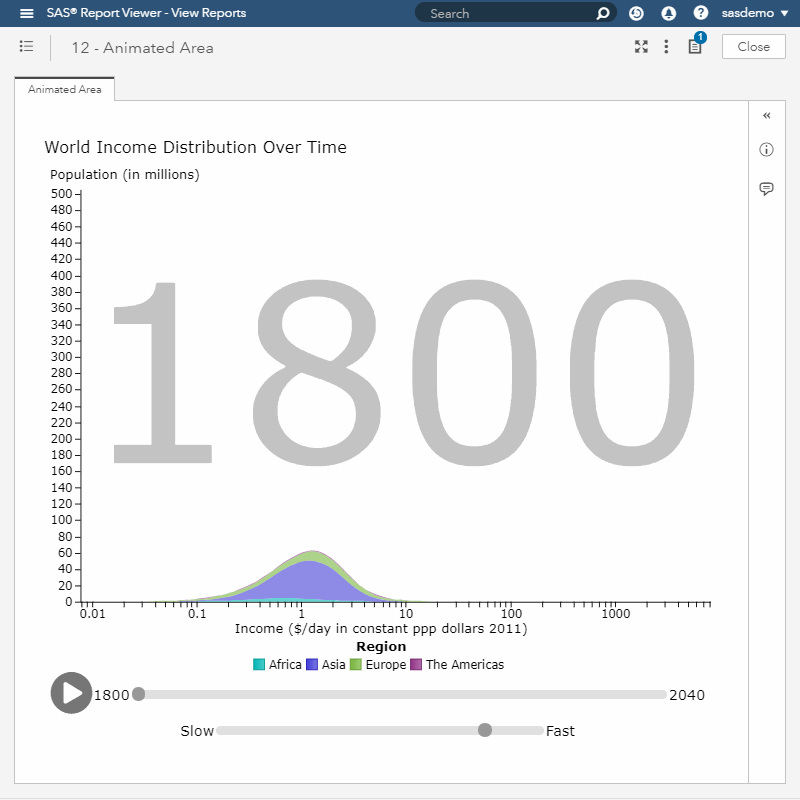 SAS® Report Viewer - View Reports
Search
sasdemo
12 - Animated Area
1
Close
Animated Area
World Income Distribution Over Time
Population (in millions)
500
480
460
440
420
400
380
360
340
320
300
280
260
240
220
200
180
160
140
120
100
80
60
40
20
0
1800
0.01 0.1 1 10 100 1000
Income ($/day in constant ppp dollars 2011)
Region
Africa Asia Europe The Americas
1800 2040
Slow Fast